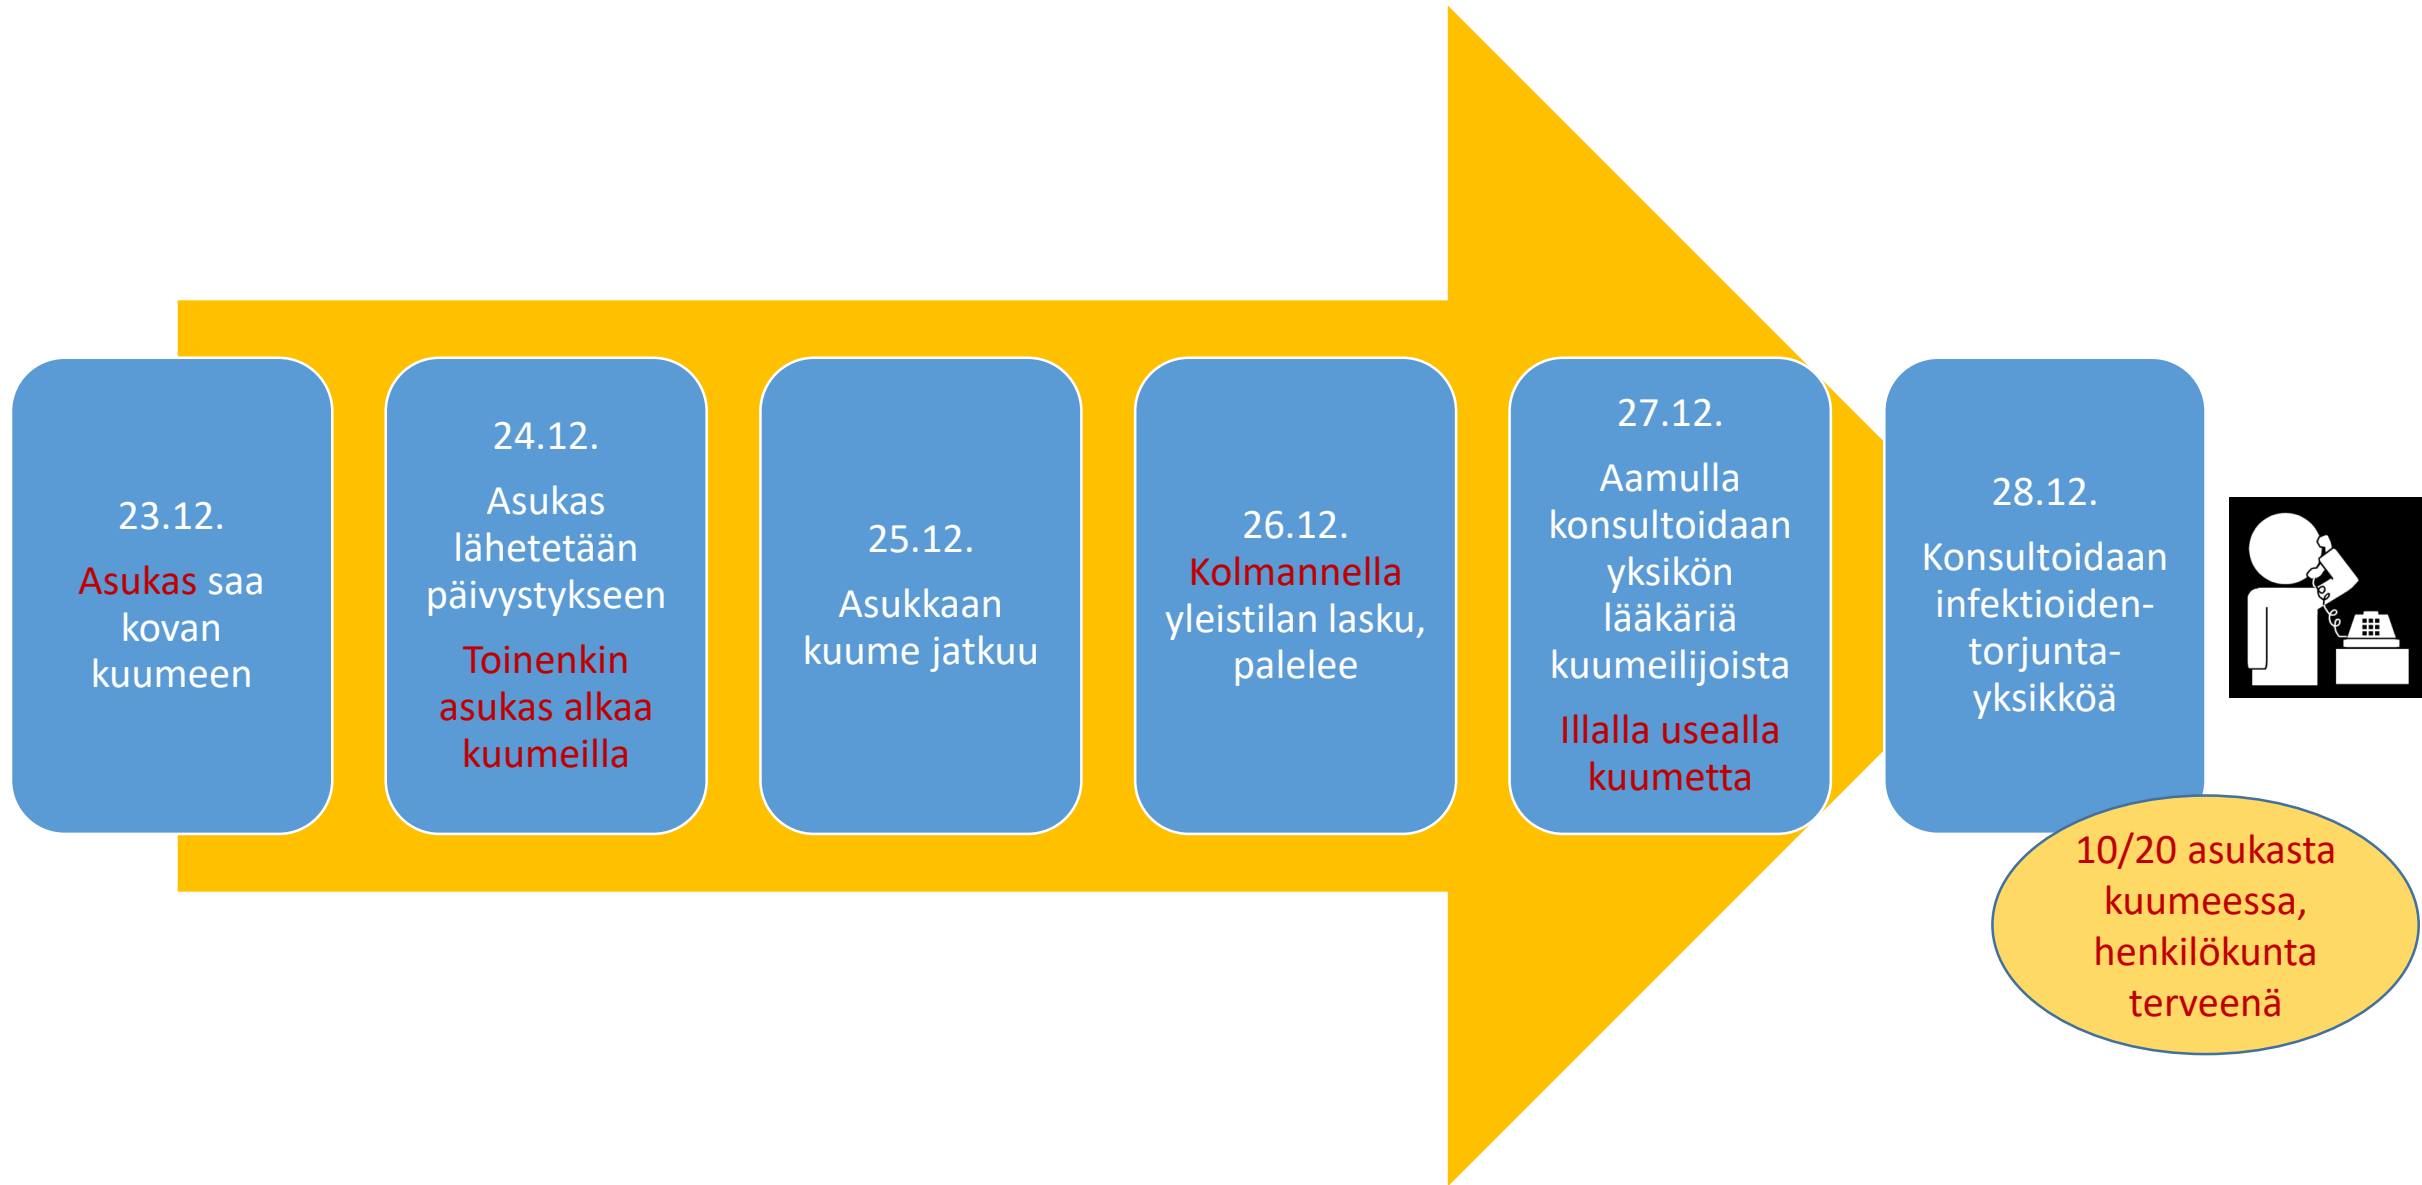 23.12.
Asukas saa
kovan
kuumeen
24.12.
Asukas
lähetetään
päivystykseen
Toinenkin
asukas alkaa
kuumeilla
25.12.
Asukkaan
kuume jatkuu
26.12.
Kolmannella
yleistilan lasku,
palelee
27.12.
Aamulla
konsultoidaan
yksikön
lääkäriä
kuumeilijoista
Illalla usealla
kuumetta
28.12.
Konsultoidaan
infektioiden-
torjunta-
yksikköä
10/20 asukasta
kuumeessa,
henkilökunta
terveenä